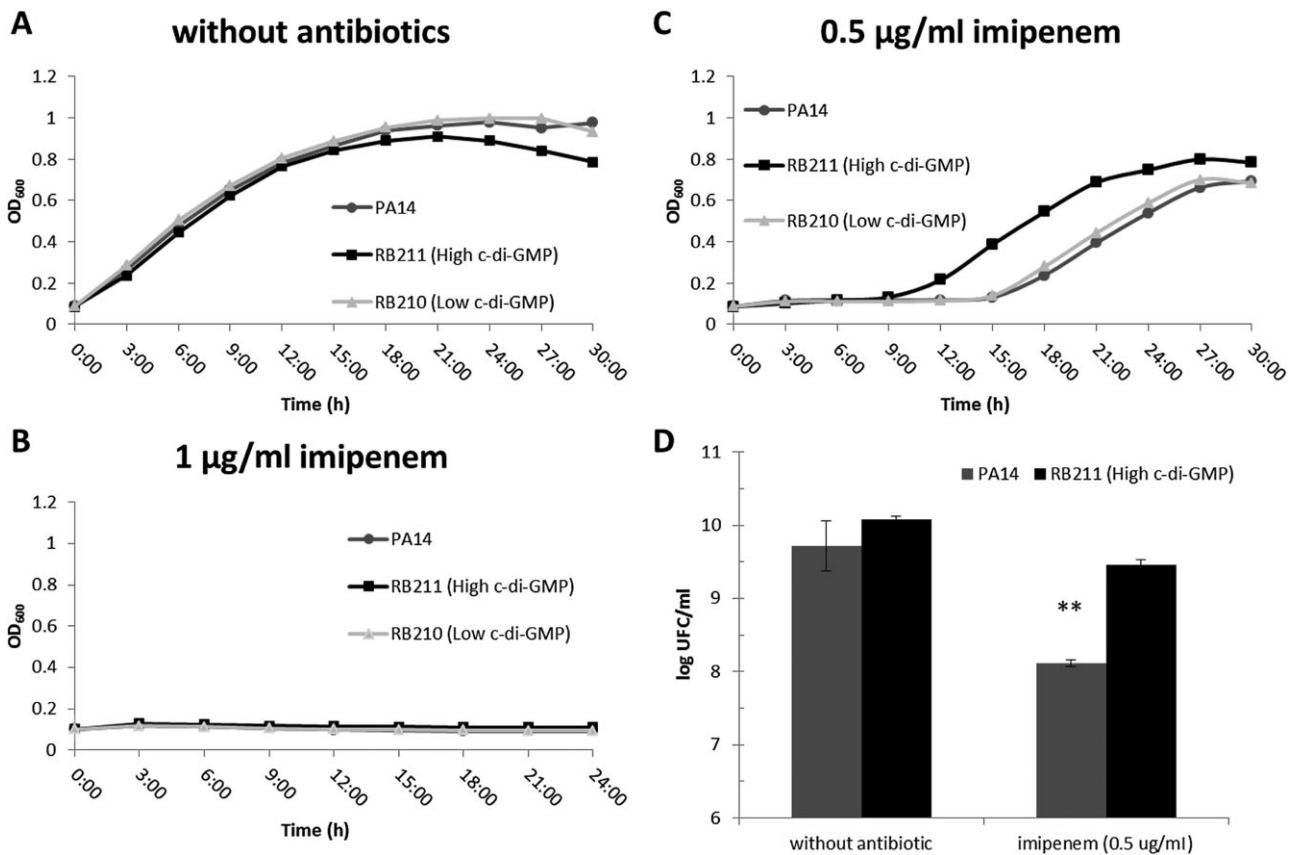 A
without antibiotics
1.2
1
0.8
0.6
0.4
0.2
0
OD600
PA14
RB211 (High c-di-GMP)
RB210 (Low c-di-GMP)
0:00 3:00 6:00 9:00 12:00 15:00 18:00 21:00 24:00 27:00 30:00
Time (h)
B
1 µg/ml imipenem
1.2
1
0.8
0.6
0.4
0.2
0
OD600
PA14
RB211 (High c-di-GMP)
RB210 (Low c-di-GMP)
0:00 3:00 6:00 9:00 12:00 15:00 18:00 21:00 24:00
Time (h)
C
0.5 µg/ml imipenem
1.2
1
0.8
0.6
0.4
0.2
0
OD600
PA14
RB211 (High c-di-GMP)
RB210 (Low c-di-GMP)
0:00 3:00 6:00 9:00 12:00 15:00 18:00 21:00 24:00 27:00 30:00
Time (h)
D
11
10
9
8
7
6
log UFC/ml
PA14 RB211 (High c-di-GMP)
**
without antibiotic imipenem (0.5 ug/ml)